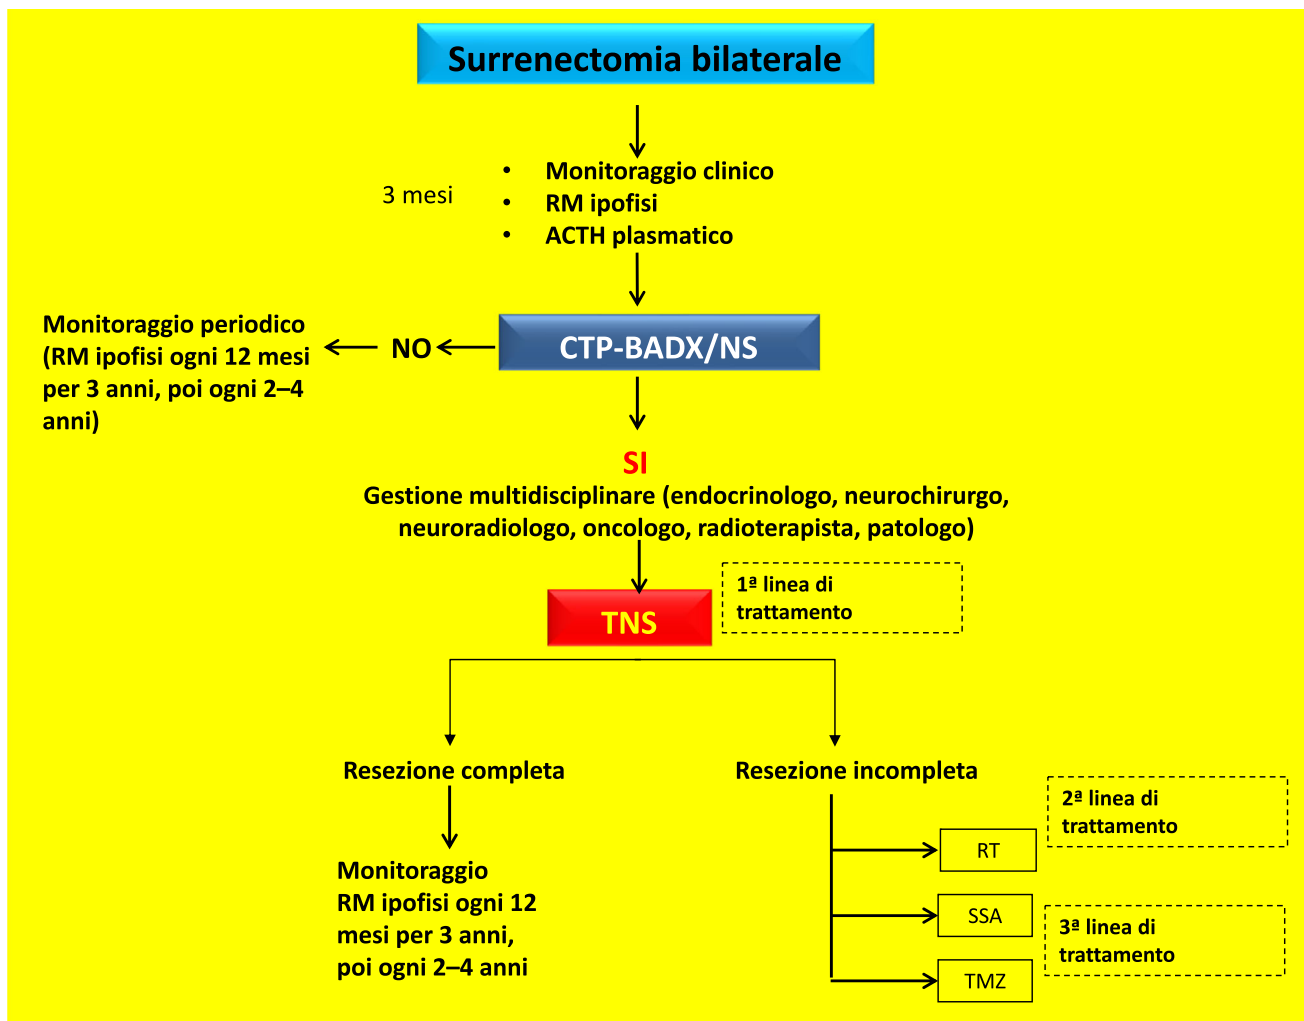 Surrenectomia bilaterale
3 mesi
• Monitoraggio clinico
• RM ipofisi
• ACTH plasmatico
Monitoraggio periodico
(RM ipofisi ogni 12 mesi
per 3 anni, poi ogni 2–4
anni)
NO
CTP-BADX/NS
SI
Gestione multidisciplinare (endocrinologo, neurochirurgo,
neuroradiologo, oncologo, radioterapista, patologo)
TNS
1ª linea di
trattamento
Resezione completa
Monitoraggio
RM ipofisi ogni 12
mesi per 3 anni,
poi ogni 2–4 anni
Resezione incompleta
2ª linea di
trattamento
RT
SSA
3ª linea di
trattamento
TMZ